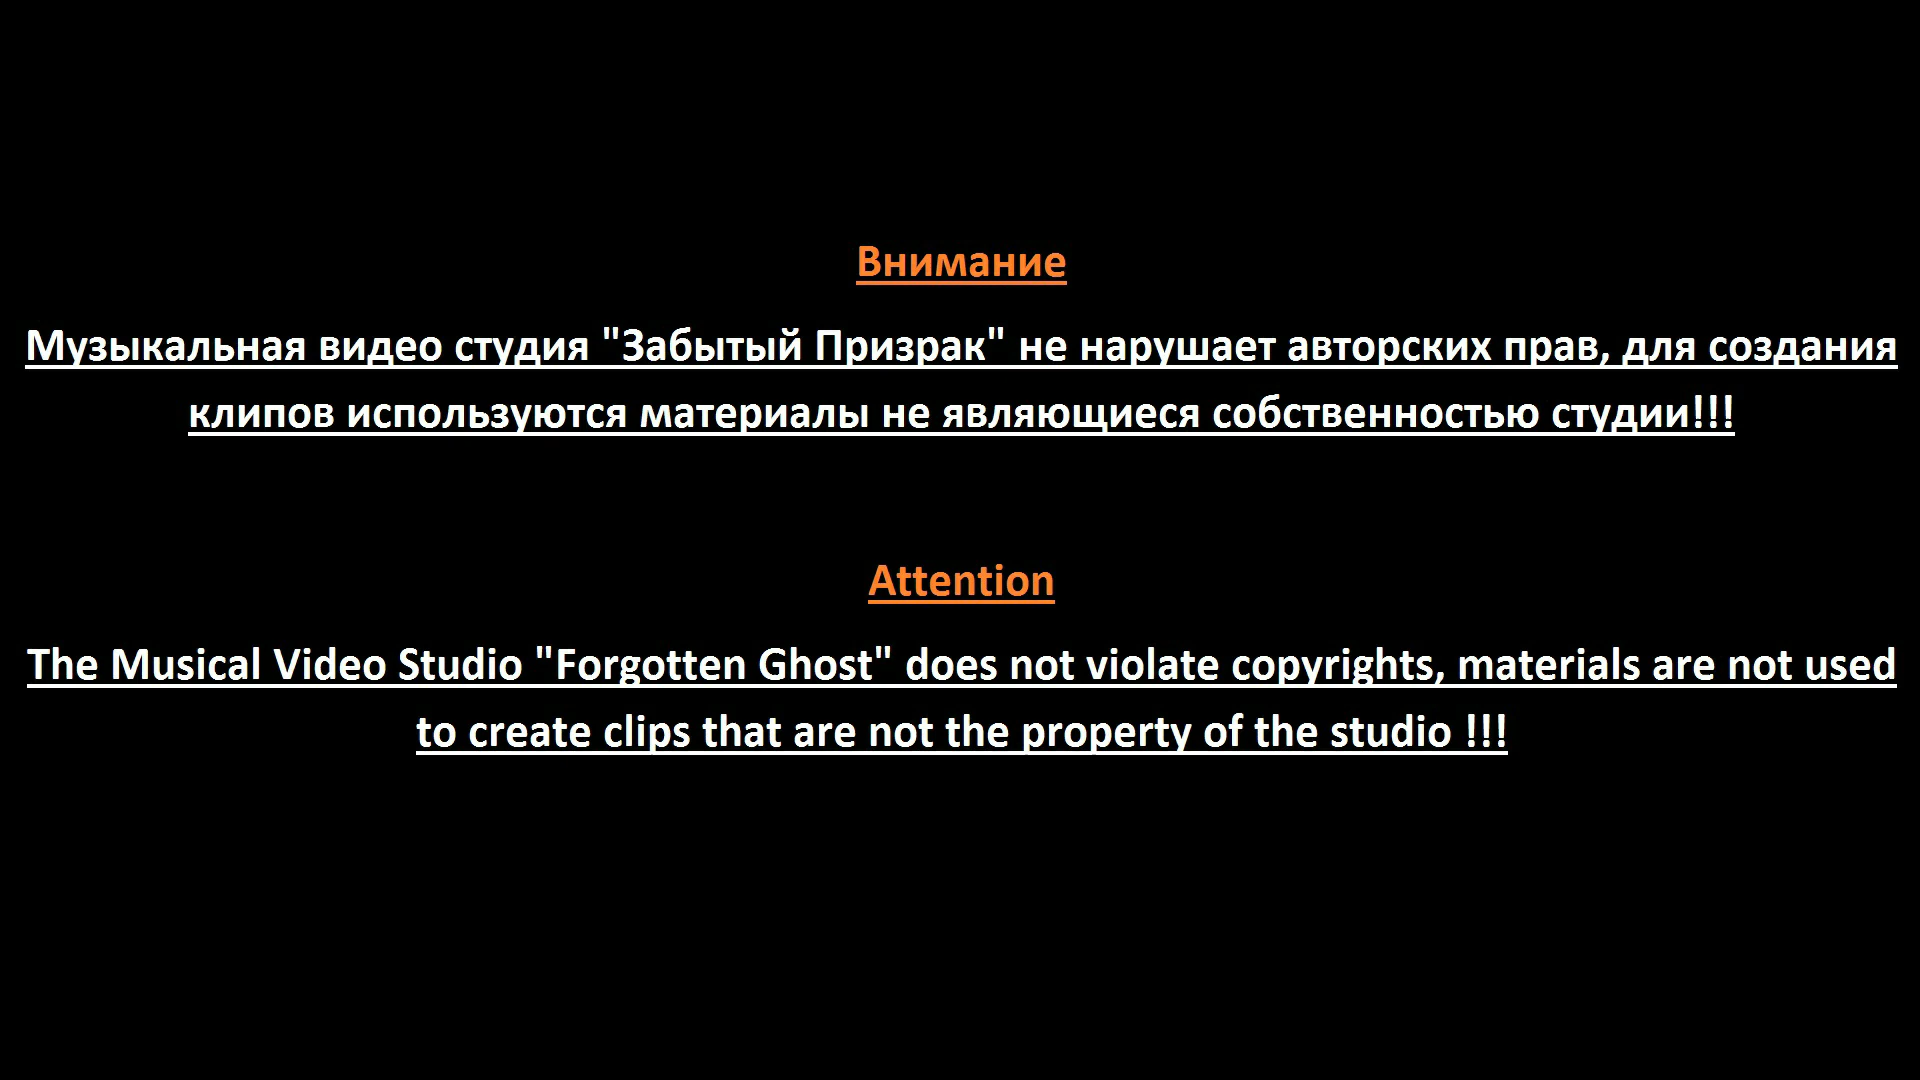 Внимание
Музыкальная видео студия "Забытый Призрак" не нарушает авторских прав, для создания
клипов используются материалы не являющиеся собственностью студии!!!
Attention
The Musical Video Studio "Forgotten Ghost" does not violate copyrights, materials are not used
to create clips that are not the property of the studio !!!